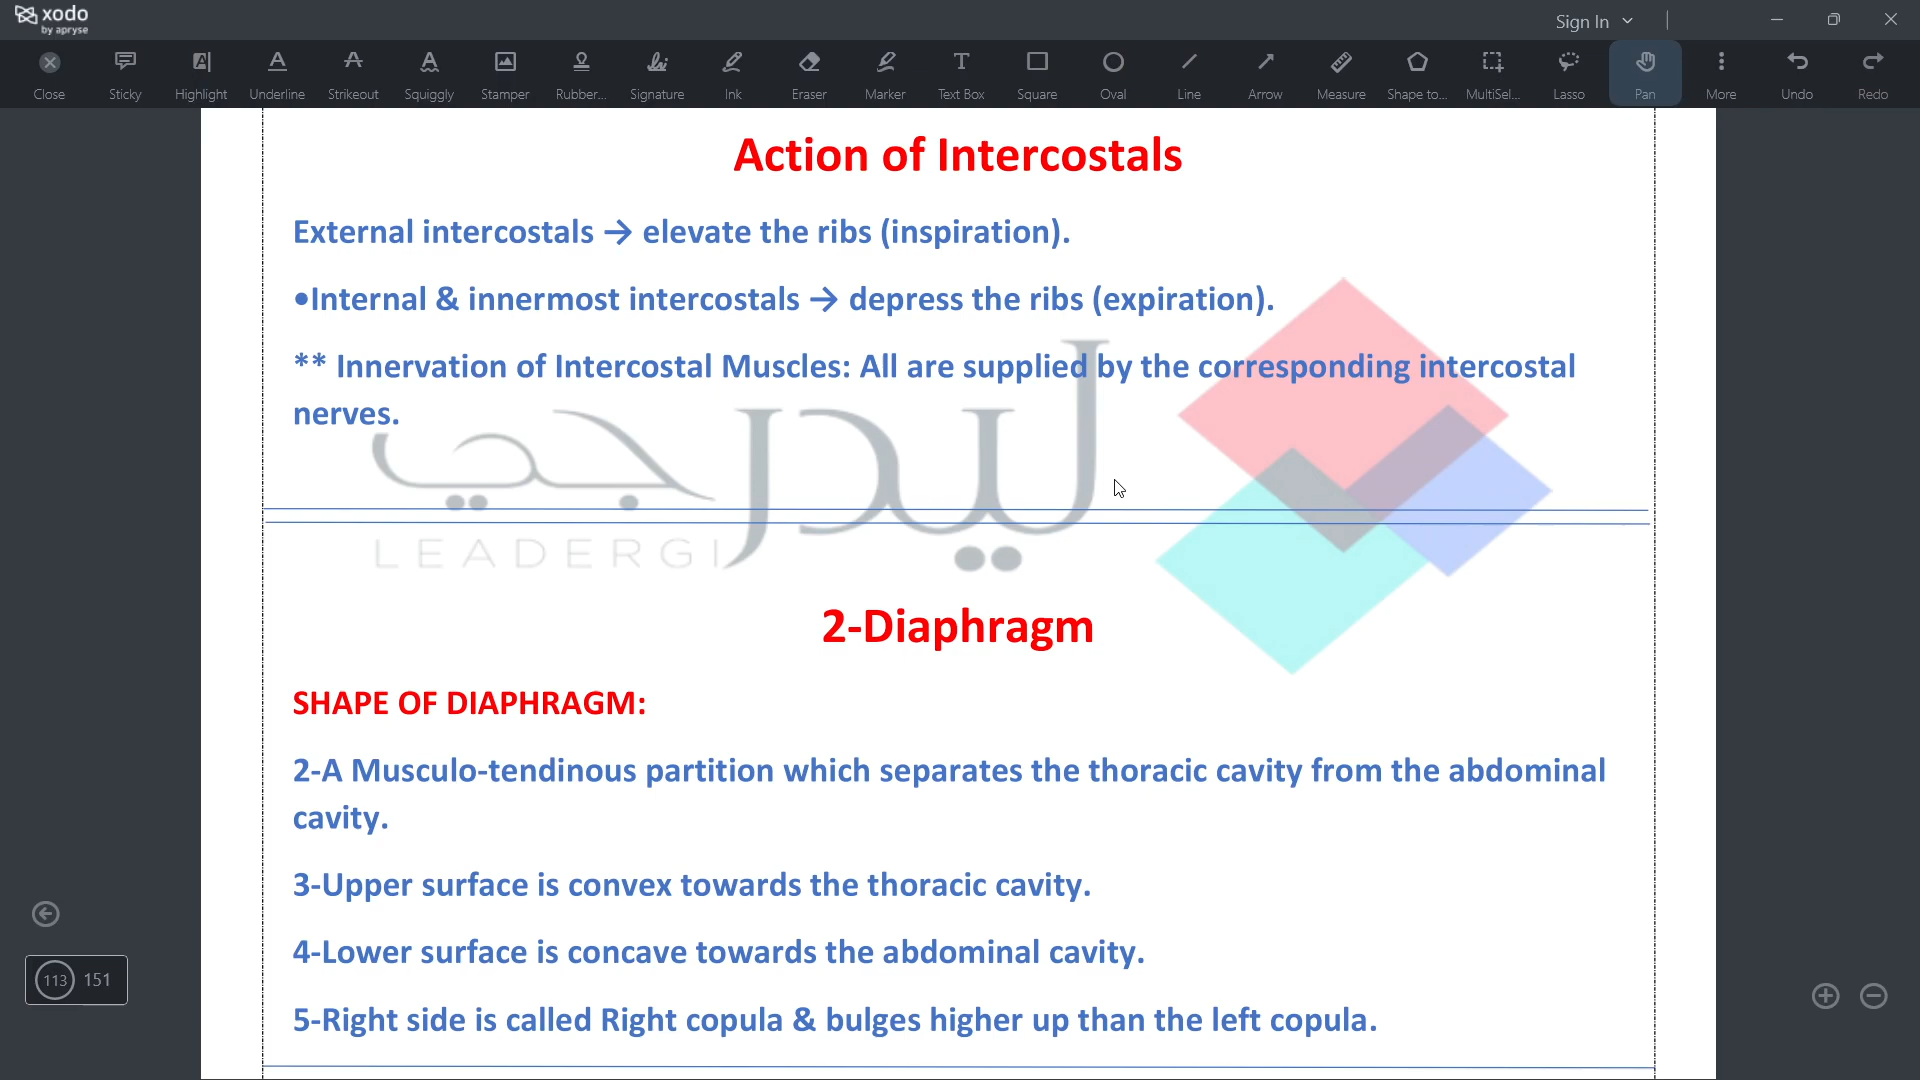 xodo
by apryse
Sign In
Close
Sticky
Highlight
Underline
Strikeout
Squiggly
Stamper
Rubber...
Signature
Ink
Eraser
Marker
Text Box
Square
Oval
Line
Arrow
Measure
Shape to...
MultiSel...
Lasso
Pan
More
Undo
Redo
Action of Intercostals
External intercostals → elevate the ribs (inspiration).
•Internal & innermost intercostals → depress the ribs (expiration).
** Innervation of Intercostal Muscles: All are supplied by the corresponding intercostal
nerves.
ليدرجي
LEADERGI
2-Diaphragm
SHAPE OF DIAPHRAGM:
2-A Musculo-tendinous partition which separates the thoracic cavity from the abdominal
cavity.
3-Upper surface is convex towards the thoracic cavity.
4-Lower surface is concave towards the abdominal cavity.
5-Right side is called Right copula & bulges higher up than the left copula.
113 151